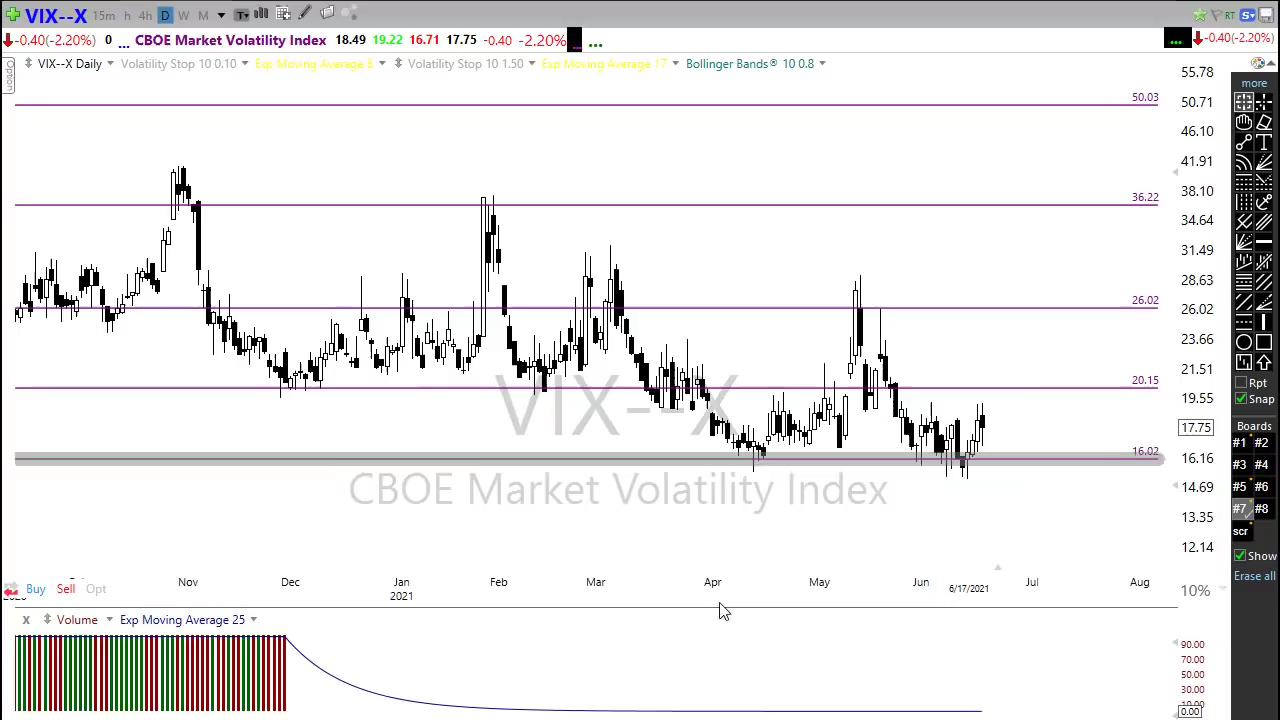 VIX--X 15m h 4h D W M T RT S
-0.40(-2.20%) 0 ... CBOE Market Volatility Index 18.49 19.22 16.71 17.75 -0.40 -2.20% ... ... -0.40(-2.20%)
Option
VIX--X Daily Volatility Stop 10 0.10 Exp Moving Average 8 Volatility Stop 10 1.50 Exp Moving Average 17 Bollinger Bands® 10 0.8
55.78
50.03
50.71
46.10
41.91
38.10
36.22
34.64
31.49
28.63
26.02
26.02
23.66
21.51
20.15
19.55
17.75
16.02
16.16
14.69
13.35
12.14
VIX--X
CBOE Market Volatility Index
more
T
Rpt
Snap
Boards
#1 #2
#3 #4
#5 #6
#7 #8
scr
Show
Erase all
Nov Dec Jan Feb Mar Apr May Jun Jul Aug
2021 6/17/2021
Buy Sell Opt 10%
x Volume Exp Moving Average 25
90.00
70.00
50.00
30.00
10.00
0.00